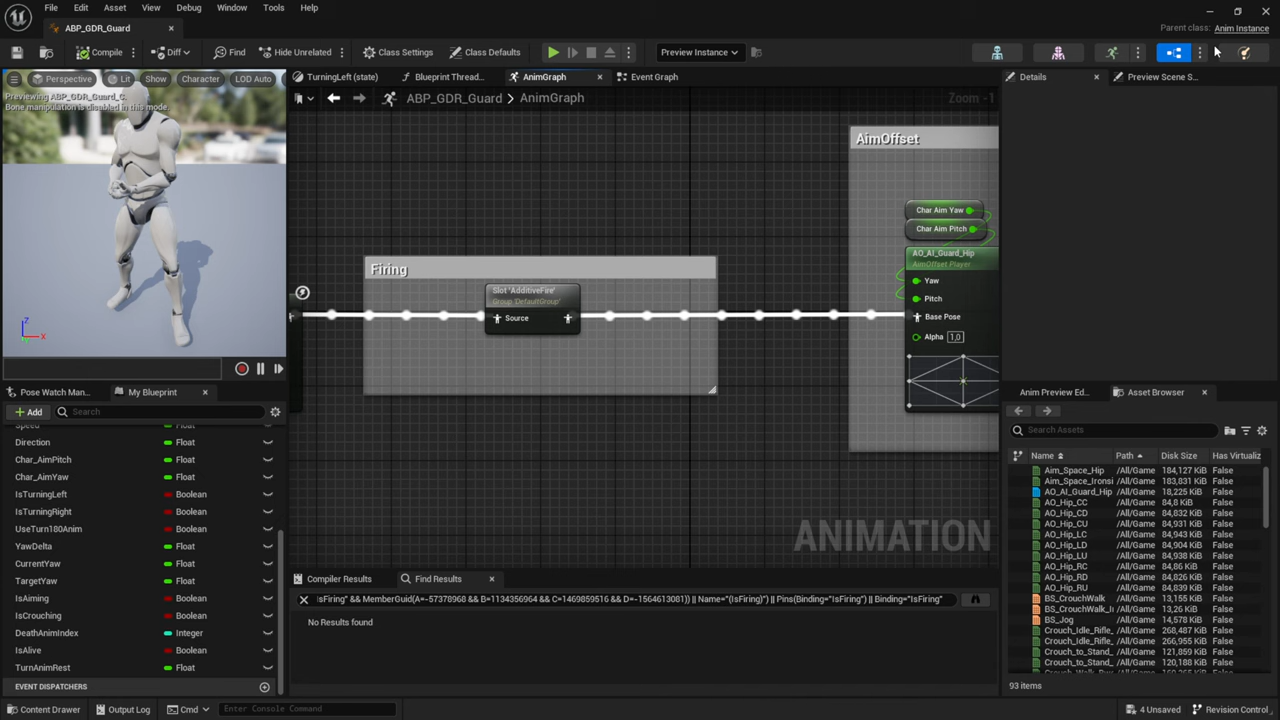 File Edit Asset View Debug Window Tools Help
ABP_GDR_Guard
Parent class: Anim Instance
Compile Diff Find Hide Unrelated Class Settings Class Defaults Preview Instance
Perspective Lit Show Character LOD Auto
Previewing ABP_GDR_Guard_C.
Bone manipulation is disabled in this mode.
TurningLeft (state) Blueprint Thread... AnimGraph Event Graph
ABP_GDR_Guard > AnimGraph
Zoom -1
Details Preview Scene S...
AimOffset
Char Aim Yaw
Char Aim Pitch
AO_AI_Guard_Hip
AimOffset Player
Yaw
Pitch
Base Pose
Alpha 1,0
Firing
Slot 'AdditiveFire'
Group 'DefaultGroup'
Source
ANIMATION
Z
X
Pose Watch Man... My Blueprint
Add Search
Direction Float
Char_AimPitch Float
Char_AimYaw Float
IsTurningLeft Boolean
IsTurningRight Boolean
UseTurn180Anim Boolean
YawDelta Float
CurrentYaw Float
TargetYaw Float
IsAiming Boolean
IsCrouching Boolean
DeathAnimIndex Integer
IsAlive Boolean
TurnAnimRest Float
EVENT DISPATCHERS
Compiler Results Find Results
IsFiring" && MemberGuid(A=-57378968 && B=1134356964 && C=1469859516 && D=-1564613081)) || Name="(IsFiring)") || Pins(Binding="IsFiring") || Binding="IsFiring"
No Results found
Anim Preview Ed... Asset Browser
Search Assets
Name Path Disk Size Has Virtualiz
Aim_Space_Hip /All/Game 184,127 KiB False
Aim_Space_Ironsi /All/Game 183,831 KiB False
AO_AI_Guard_Hip /All/Game 18,225 KiB False
AO_Hip_CC /All/Game 84,8 KiB False
AO_Hip_CD /All/Game 84,832 KiB False
AO_Hip_CU /All/Game 84,931 KiB False
AO_Hip_LC /All/Game 84,943 KiB False
AO_Hip_LD /All/Game 84,904 KiB False
AO_Hip_LU /All/Game 84,938 KiB False
AO_Hip_RC /All/Game 84,86 KiB False
AO_Hip_RD /All/Game 84,826 KiB False
AO_Hip_RU /All/Game 84,839 KiB False
BS_CrouchWalk /All/Game 13,155 KiB False
BS_CrouchWalk_In /All/Game 13,26 KiB False
BS_Jog /All/Game 14,578 KiB False
Crouch_Idle_Rifle_ /All/Game 268,487 KiB False
Crouch_Idle_Rifle_ /All/Game 266,955 KiB False
Crouch_to_Stand_ /All/Game 121,859 KiB False
Crouch_to_Stand_ /All/Game 120,188 KiB False
93 items
Content Drawer Output Log Cmd Enter Console Command 4 Unsaved Revision Control